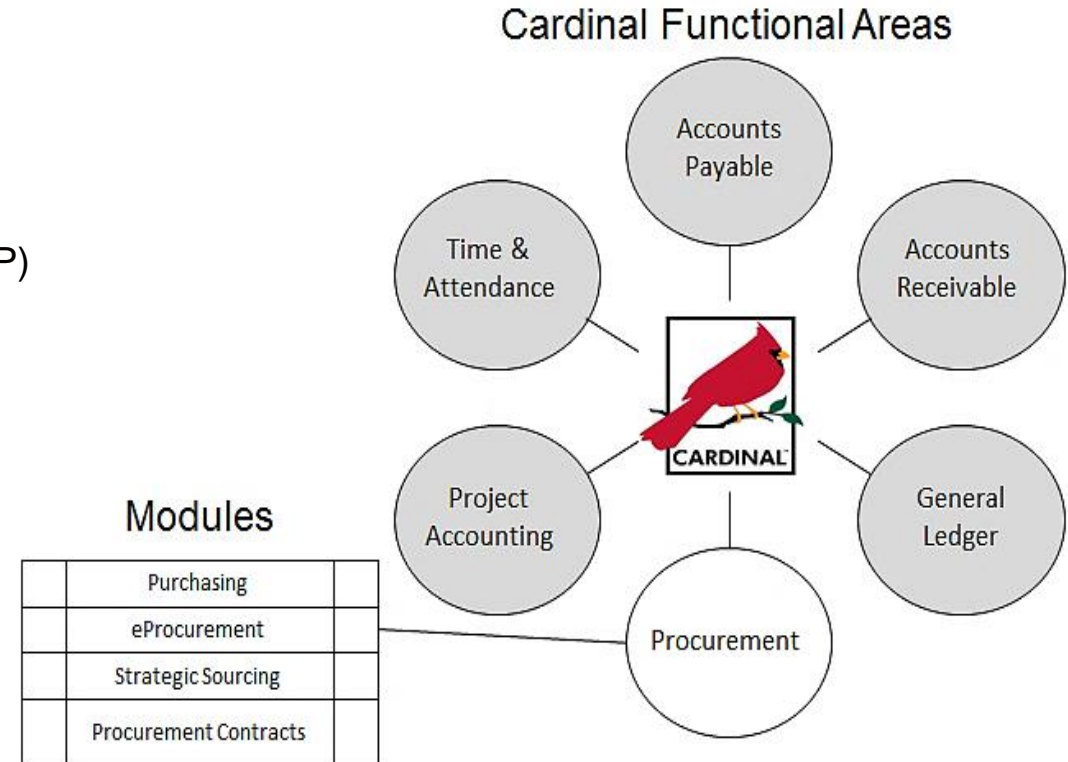 Cardinal Functional Areas
Accounts
Payable
Time &
Attendance
Accounts
Receivable
P)
CARDINAL
Project
Accounting
General
Ledger
Modules
Purchasing
eProcurement
Strategic Sourcing
Procurement Contracts
Procurement